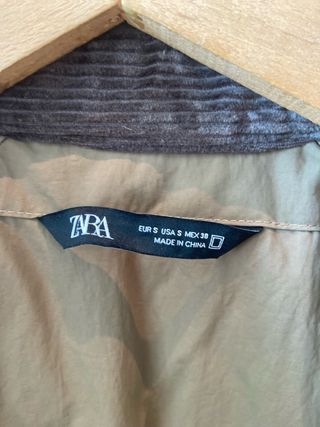 ZARA
EUR S USA S MEX 38
MADE IN CHINA